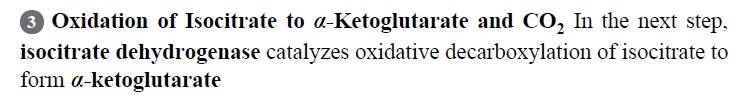 3 Oxidation of Isocitrate to α-Ketoglutarate and CO₂ In the next step,
isocitrate dehydrogenase catalyzes oxidative decarboxylation of isocitrate to
form α-ketoglutarate